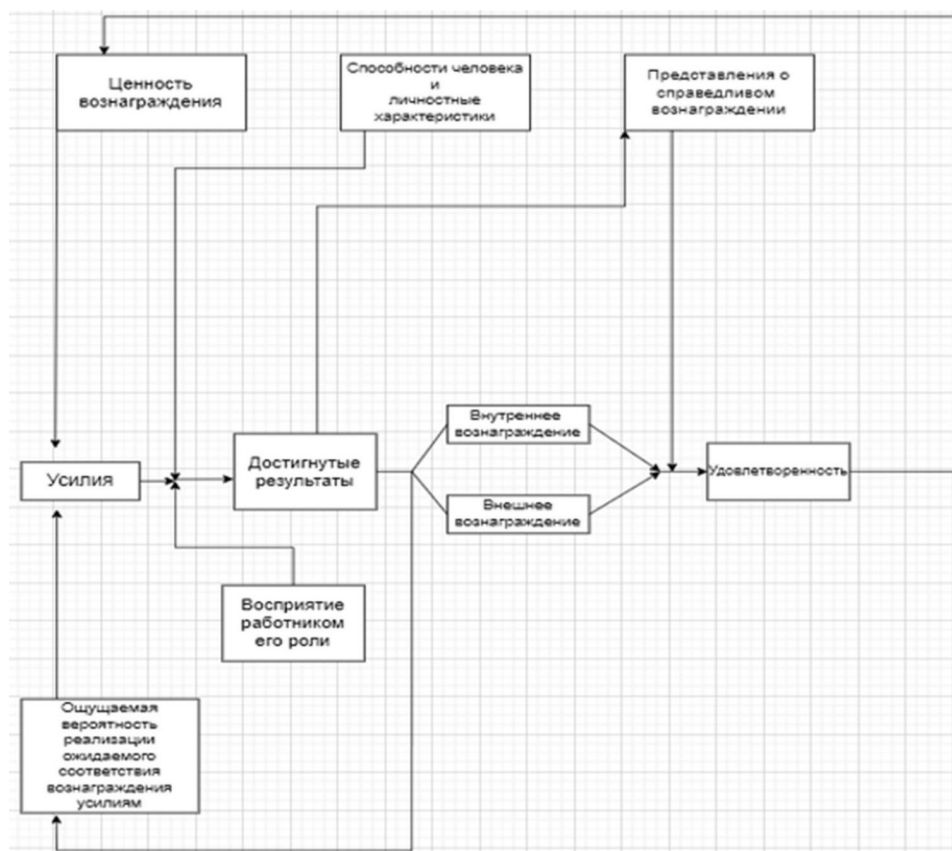 Ценность
вознаграждения
Способности человека
и
личностные
характеристики
Представления о
справедливом
вознаграждении
Внутреннее
вознаграждение
Достигнутые
результаты
Усилия
Удовлетворенность
Внешнее
вознаграждение
Восприятие
работником
его роли
Ощущаемая
вероятность
реализации
ожидаемого
соответствия
вознаграждения
усилиям